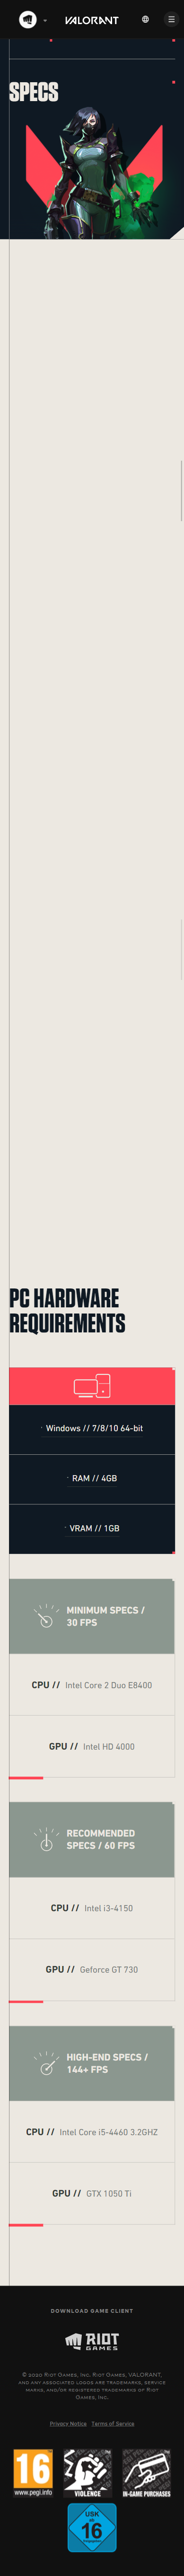 VALORANT
SPECS
PC HARDWARE
REQUIREMENTS
· Windows // 7/8/10 64-bit
· RAM // 4GB
· VRAM // 1GB
MINIMUM SPECS /
30 FPS
CPU // Intel Core 2 Duo E8400
GPU // Intel HD 4000
RECOMMENDED
SPECS / 60 FPS
CPU // Intel i3-4150
GPU // Geforce GT 730
HIGH-END SPECS /
144+ FPS
CPU // Intel Core i5-4460 3.2GHZ
GPU // GTX 1050 Ti
DOWNLOAD GAME CLIENT
RIOT
GAMES
© 2020 Riot Games, Inc. Riot Games, VALORANT,
and any associated logos are trademarks, service
marks, and/or registered trademarks of Riot
Games, Inc.
Privacy Notice Terms of Service
16
www.pegi.info
VIOLENCE
IN-GAME PURCHASES
USK
ab
16